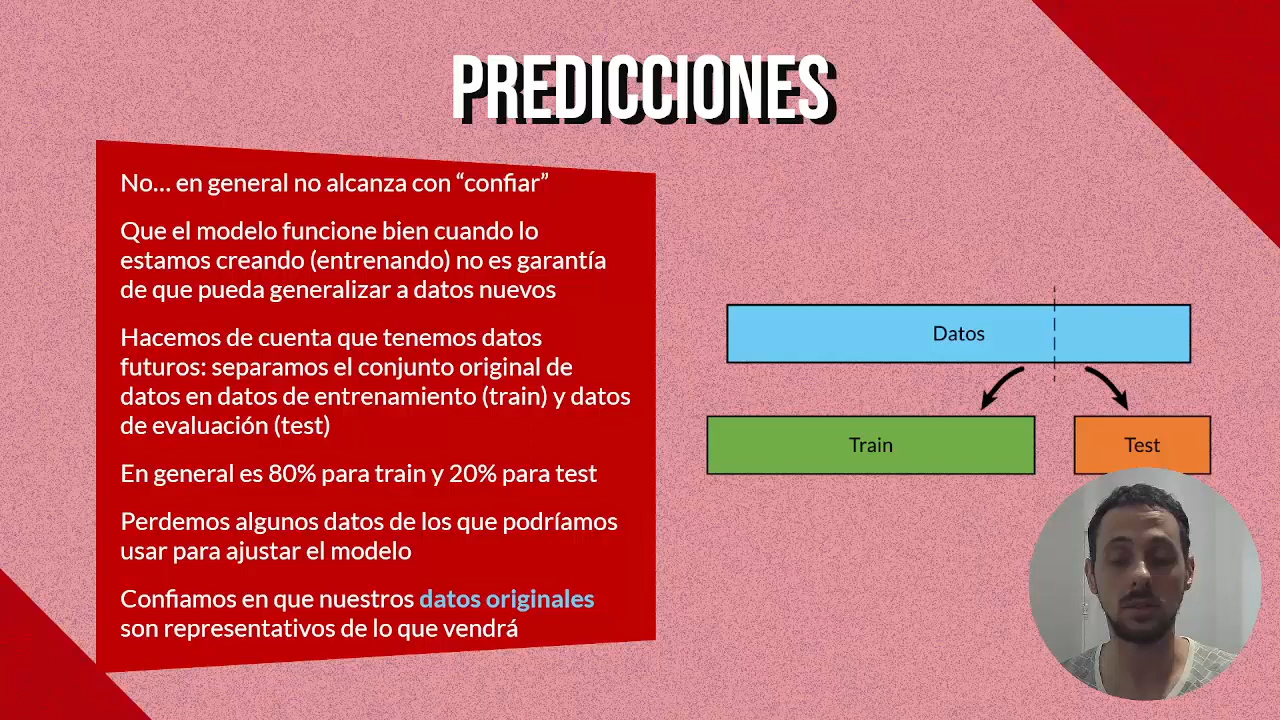 PREDICCIONES
No... en general no alcanza con “confiar”
Que el modelo funcione bien cuando lo
estamos creando (entrenando) no es garantía
de que pueda generalizar a datos nuevos
Hacemos de cuenta que tenemos datos
futuros: separamos el conjunto original de
datos en datos de entrenamiento (train) y datos
de evaluación (test)
En general es 80% para train y 20% para test
Perdemos algunos datos de los que podríamos
usar para ajustar el modelo
Confiamos en que nuestros datos originales
son representativos de lo que vendrá
Datos
Train
Test